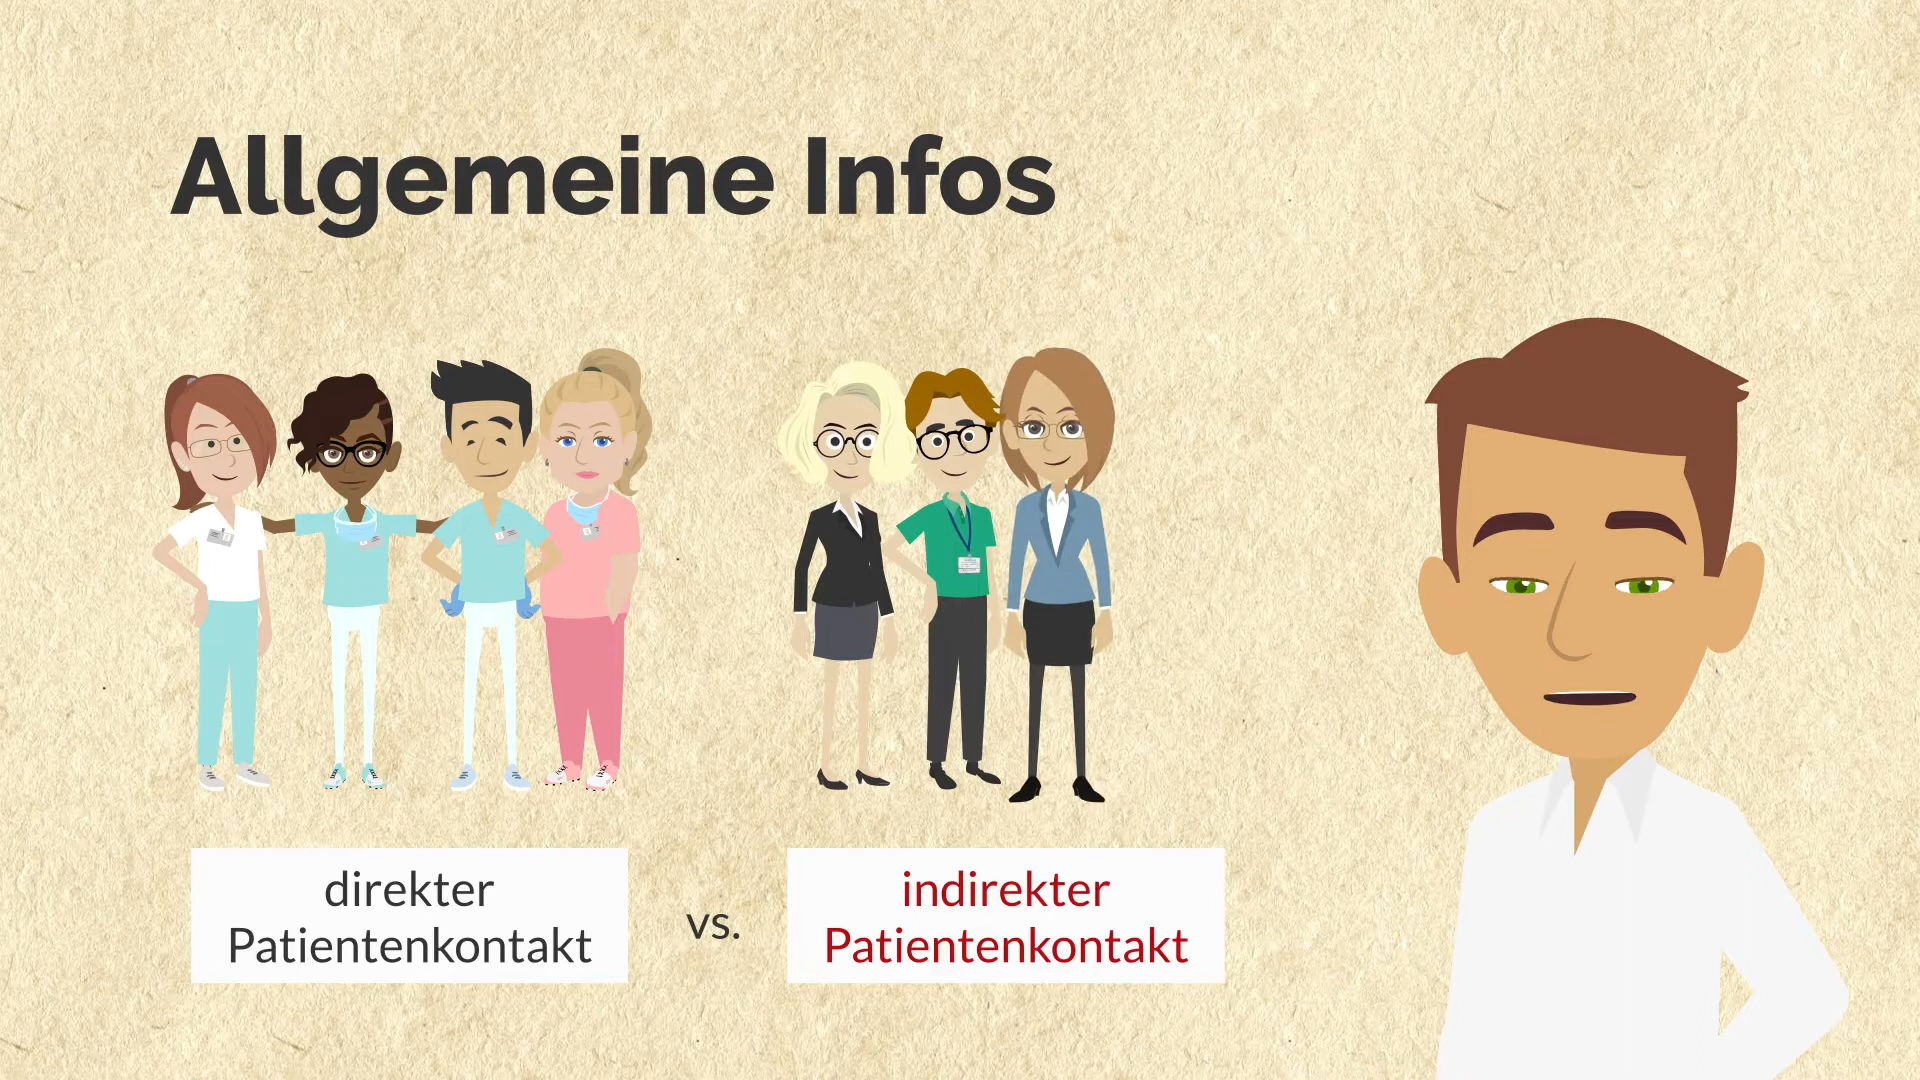 Allgemeine Infos
direkter
Patientenkontakt
vs.
indirekter
Patientenkontakt